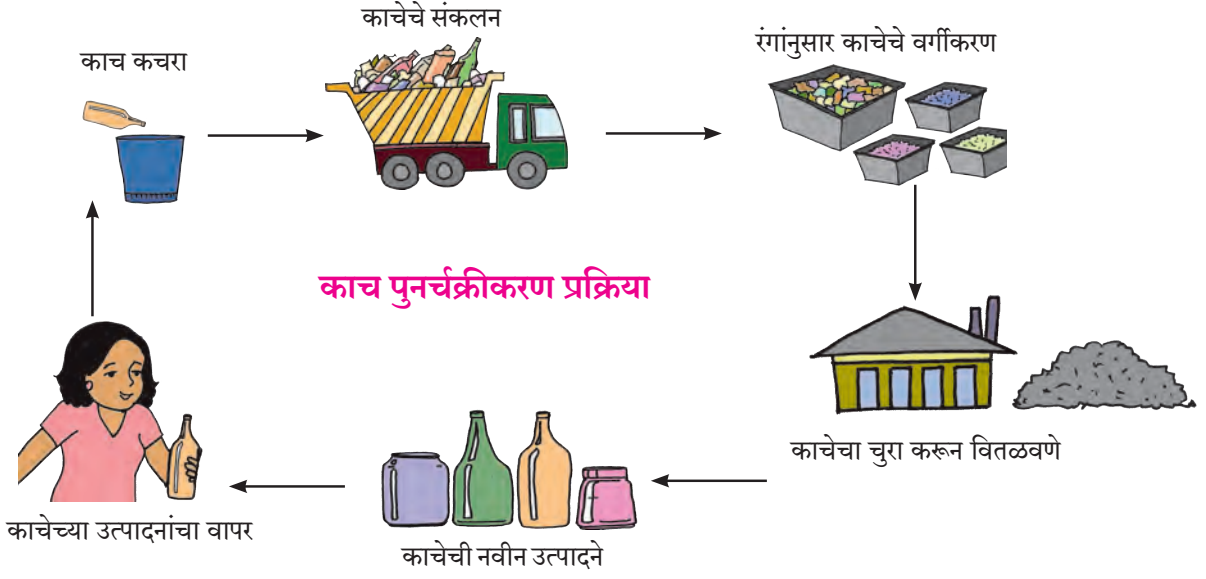 काच कचरा
काचेचे संकलन
रंगांनुसार काचेचे वर्गीकरण
काच पुनर्चक्रीकरण प्रक्रिया
काचेचा चुरा करून वितळवणे
काचेची नवीन उत्पादने
काचेच्या उत्पादनांचा वापर